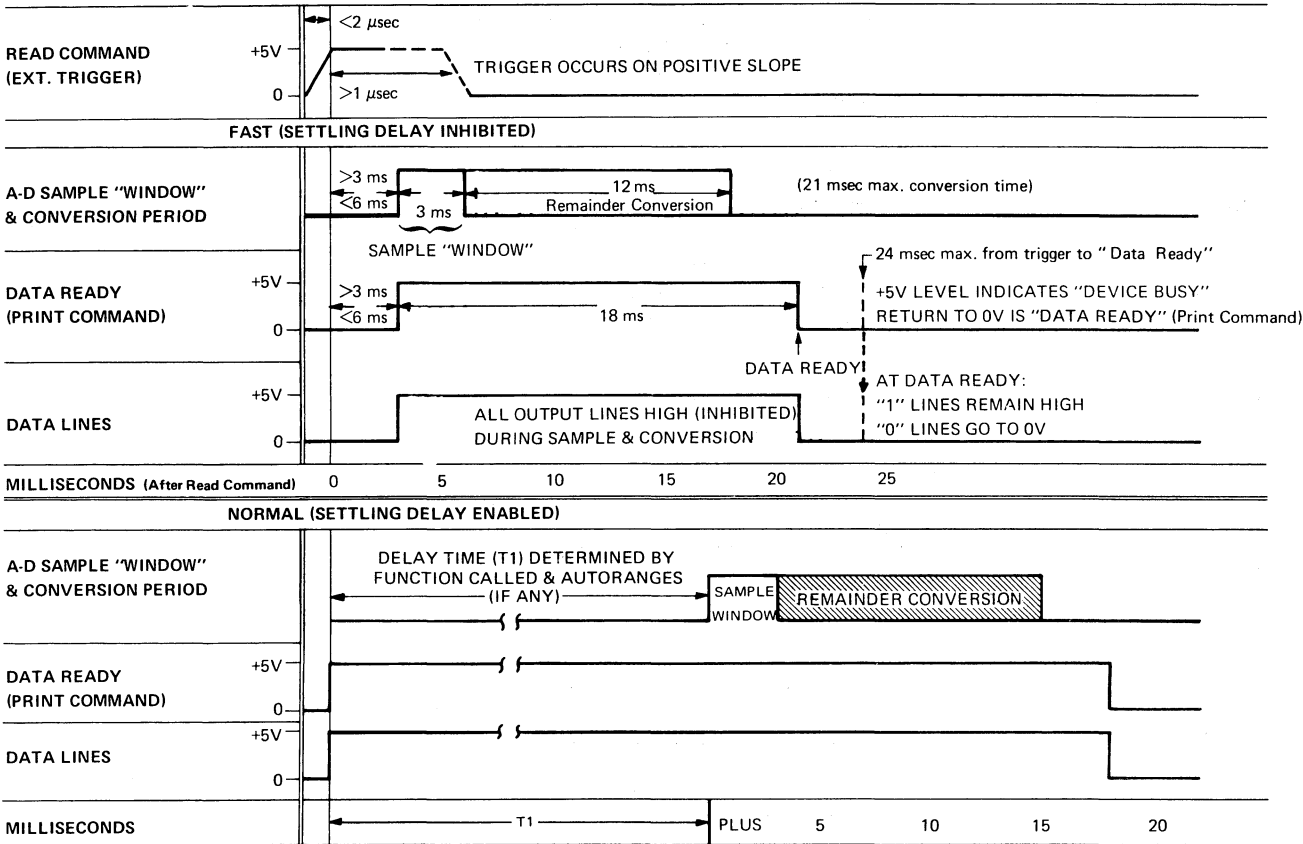 <2 μsec
READ COMMAND
(EXT. TRIGGER)
+5V
0
TRIGGER OCCURS ON POSITIVE SLOPE
>1 μsec
FAST (SETTLING DELAY INHIBITED)
A-D SAMPLE "WINDOW"
& CONVERSION PERIOD
>3 ms
<6 ms
3 ms
12 ms
Remainder Conversion
(21 msec max. conversion time)
SAMPLE "WINDOW"
24 msec max. from trigger to "Data Ready"
DATA READY
(PRINT COMMAND)
+5V
0
>3 ms
<6 ms
18 ms
+5V LEVEL INDICATES "DEVICE BUSY"
RETURN TO 0V IS "DATA READY" (Print Command)
DATA READY
DATA LINES
+5V
0
ALL OUTPUT LINES HIGH (INHIBITED)
DURING SAMPLE & CONVERSION
AT DATA READY:
"1" LINES REMAIN HIGH
"0" LINES GO TO 0V
MILLISECONDS (After Read Command) 0 5 10 15 20 25
NORMAL (SETTLING DELAY ENABLED)
A-D SAMPLE "WINDOW"
& CONVERSION PERIOD
DELAY TIME (T1) DETERMINED BY
FUNCTION CALLED & AUTORANGES
(IF ANY)
SAMPLE
WINDOW
REMAINDER CONVERSION
DATA READY
(PRINT COMMAND)
+5V
0
DATA LINES
+5V
0
MILLISECONDS T1 PLUS 5 10 15 20